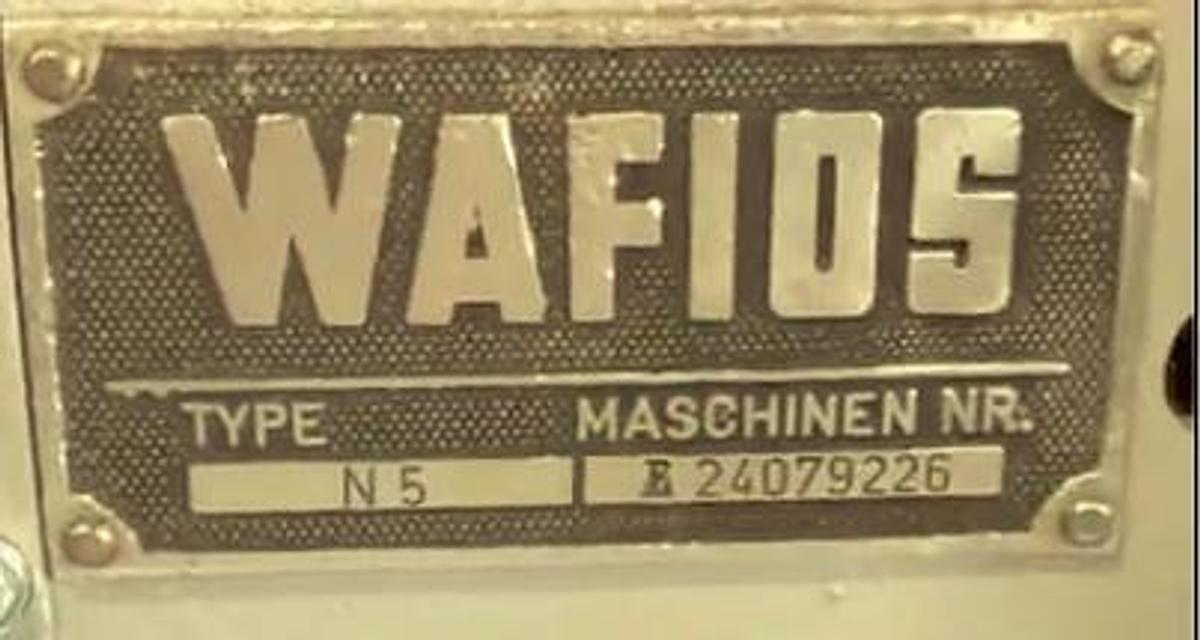 WAFIOS
TYPE MASCHINEN NR.
N 5 24079226